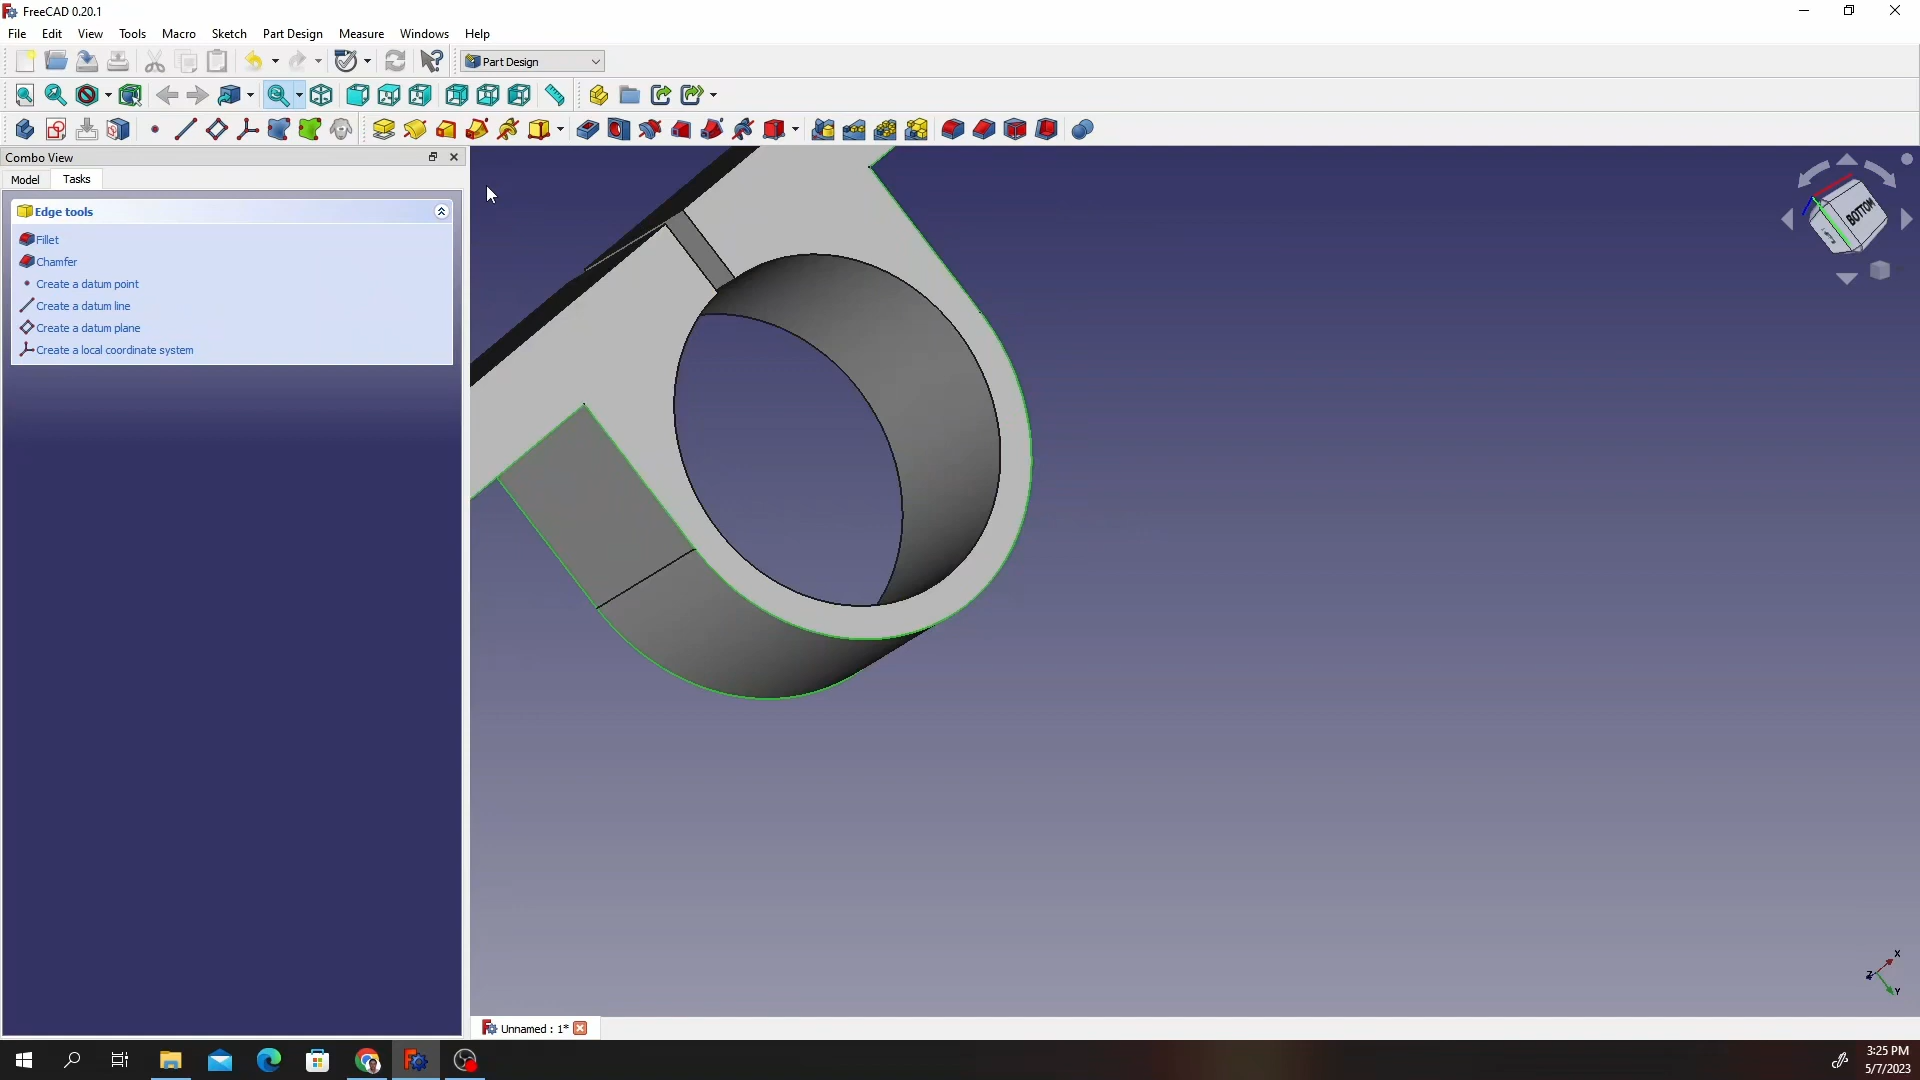 FreeCAD 0.20.1
File Edit View Tools Macro Sketch Part Design Measure Windows Help
Part Design
Combo View
Model Tasks
Edge tools
Fillet
Chamfer
Create a datum point
Create a datum line
Create a datum plane
Create a local coordinate system
BOTTOM
X
Z
Y
Unnamed : 1*
3:25 PM
5/7/2023